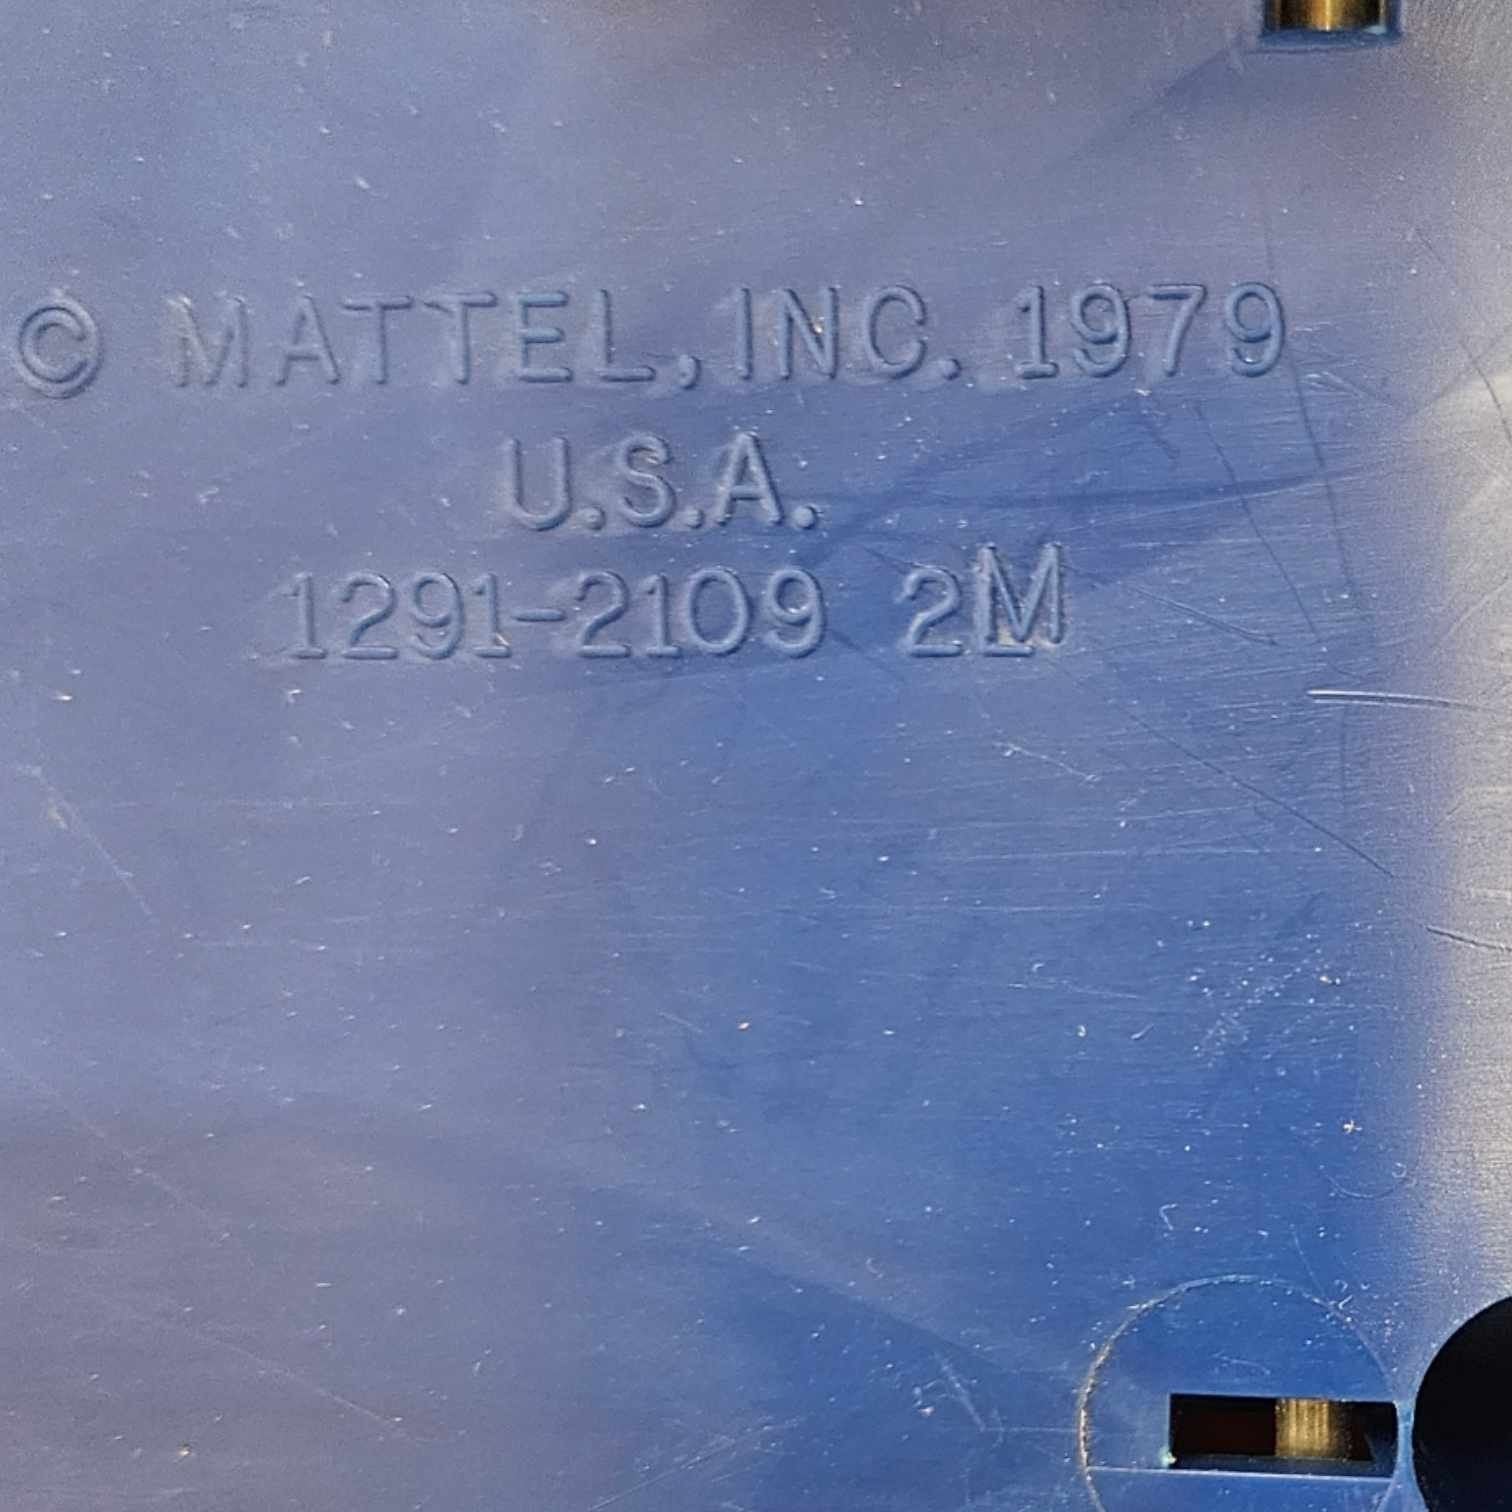 © MATTEL, INC. 1979
U.S.A.
1291-2109 2M